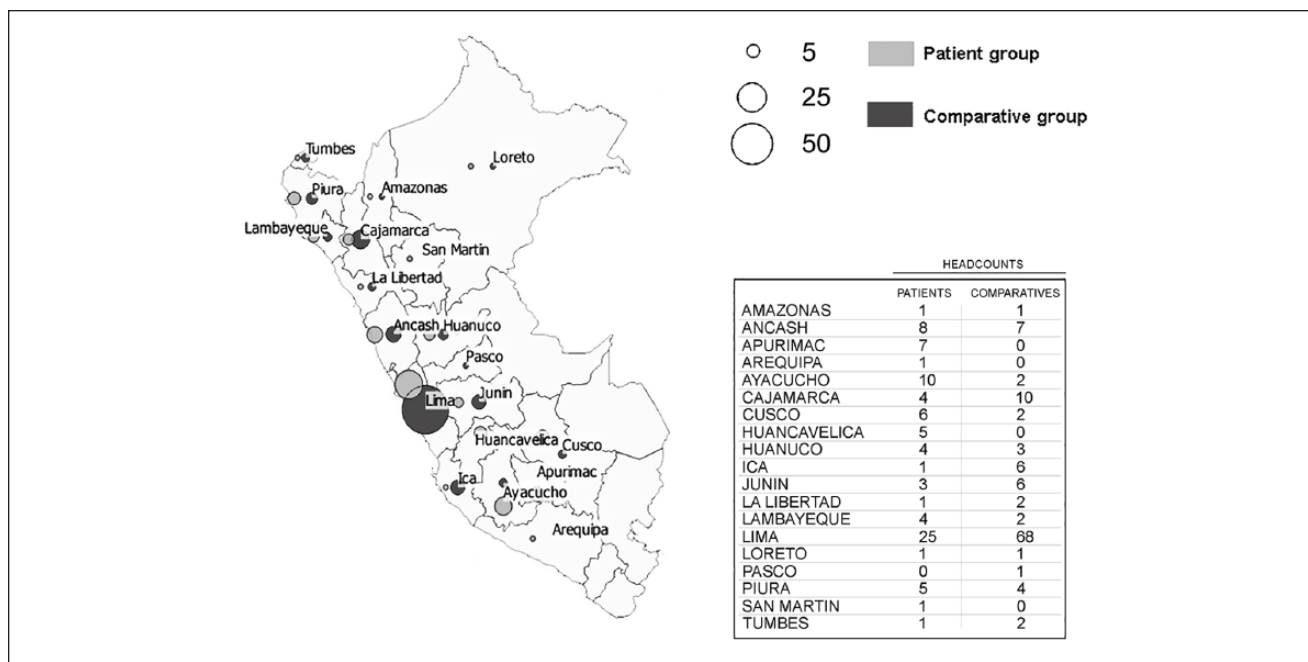 5 Patient group
25
Comparative group
50
Tumbes
Loreto
Piura
Amazonas
Lambayeque
Cajamarca
San Martin
La Libertad
Ancash Huanuco
Pasco
Lima
Junin
Huancavelica
Cusco
Ica
Apurimac
Ayacucho
Arequipa
HEADCOUNTS
PATIENTS COMPARATIVES
AMAZONAS 1 1
ANCASH 8 7
APURIMAC 7 0
AREQUIPA 1 0
AYACUCHO 10 2
CAJAMARCA 4 10
CUSCO 6 2
HUANCAVELICA 5 0
HUANUCO 4 3
ICA 1 6
JUNIN 3 6
LA LIBERTAD 1 2
LAMBAYEQUE 4 2
LIMA 25 68
LORETO 1 1
PASCO 0 1
PIURA 5 4
SAN MARTIN 1 0
TUMBES 1 2